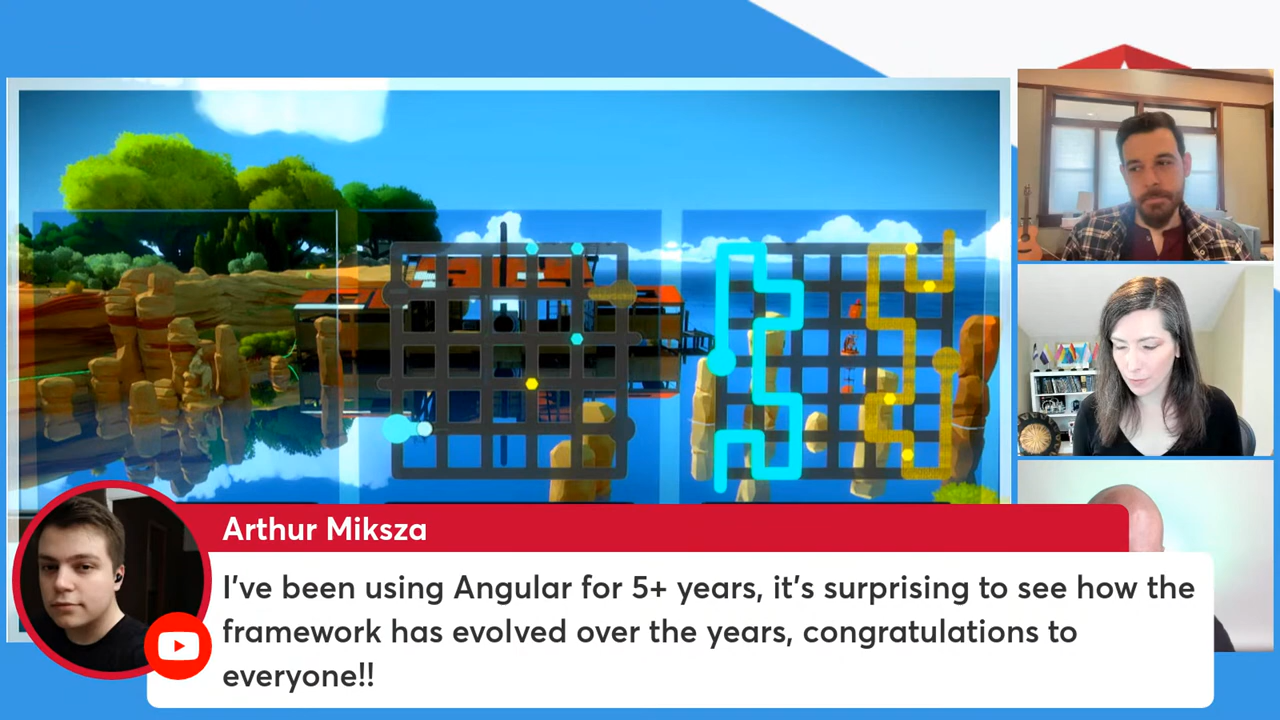 Arthur Miksza
I've been using Angular for 5+ years, it's surprising to see how the
framework has evolved over the years, congratulations to
everyone!!